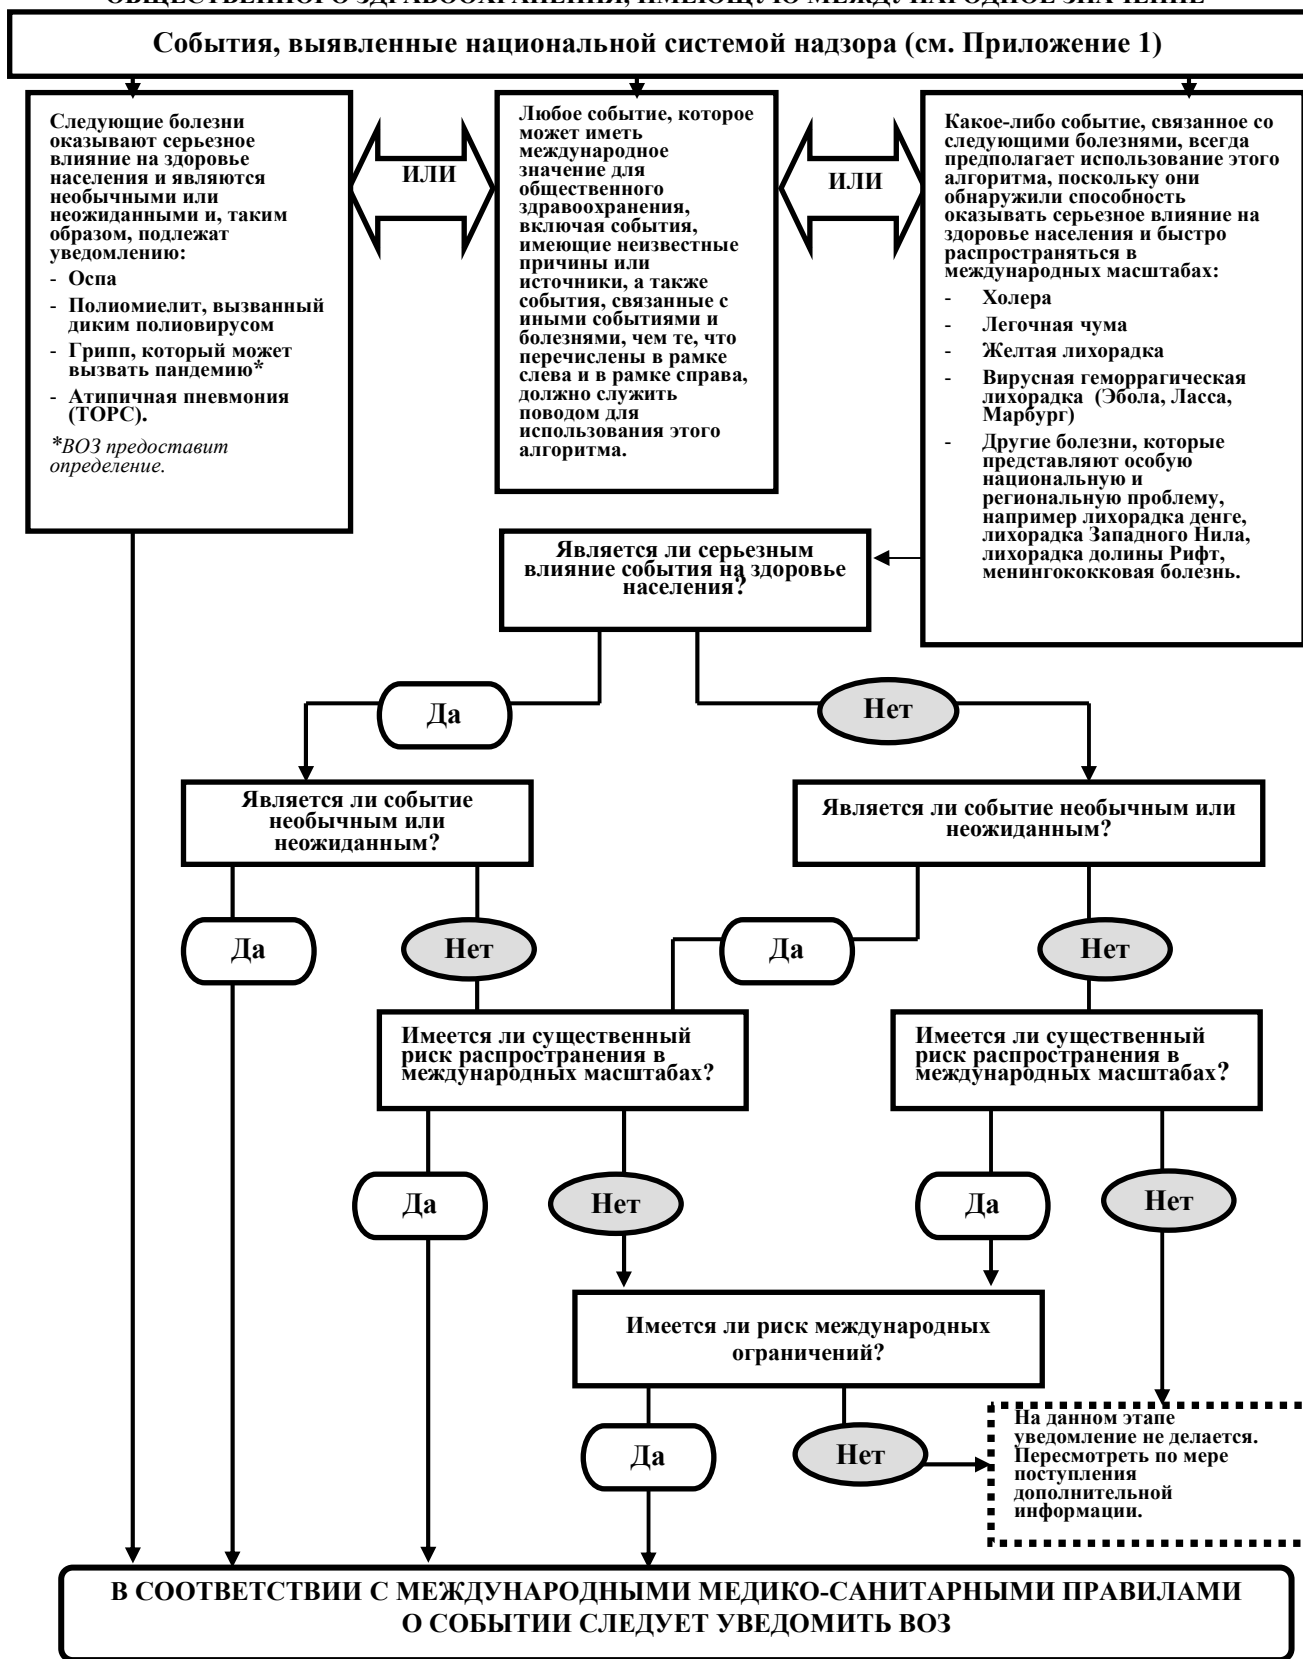 ОБЩЕСТВЕННОГО ЗДРАВООХРАНЕНИЯ, ИМЕЮЩУЮ МЕЖДУНАРОДНОЕ ЗНАЧЕНИЕ
События, выявленные национальной системой надзора (см. Приложение 1)
Следующие болезни
оказывают серьезное
влияние на здоровье
населения и являются
необычными или
неожиданными и, таким
образом, подлежат
уведомлению:
- Оспа
- Полиомиелит, вызванный
диким полиовирусом
- Грипп, который может
вызвать пандемию*
- Атипичная пневмония
(ТОРС).
*ВОЗ предоставит
определение.
ИЛИ
Любое событие, которое
может иметь
международное
значение для
общественного
здравоохранения,
включая события,
имеющие неизвестные
причины или
источники, а также
события, связанные с
иными событиями и
болезнями, чем те, что
перечислены в рамке
слева и в рамке справа,
должно служить
поводом для
использования этого
алгоритма.
ИЛИ
Какое-либо событие, связанное со
следующими болезнями, всегда
предполагает использование этого
алгоритма, поскольку они
обнаружили способность
оказывать серьезное влияние на
здоровье населения и быстро
распространяться в
международных масштабах:
- Холера
- Легочная чума
- Желтая лихорадка
- Вирусная геморрагическая
лихорадка (Эбола, Ласса,
Марбург)
- Другие болезни, которые
представляют особую
национальную и
региональную проблему,
например лихорадка денге,
лихорадка Западного Нила,
лихорадка долины Рифт,
менингококковая болезнь.
Является ли серьезным
влияние события на здоровье
населения?
Да
Нет
Является ли событие
необычным или
неожиданным?
Является ли событие необычным или
неожиданным?
Да
Нет
Да
Нет
Имеется ли существенный
риск распространения в
международных масштабах?
Имеется ли существенный
риск распространения в
международных масштабах?
Да
Нет
Да
Нет
Имеется ли риск международных
ограничений?
Да
Нет
На данном этапе
уведомление не делается.
Пересмотреть по мере
поступления
дополнительной
информации.
В СООТВЕТСТВИИ С МЕЖДУНАРОДНЫМИ МЕДИКО-САНИТАРНЫМИ ПРАВИЛАМИ
О СОБЫТИИ СЛЕДУЕТ УВЕДОМИТЬ ВОЗ